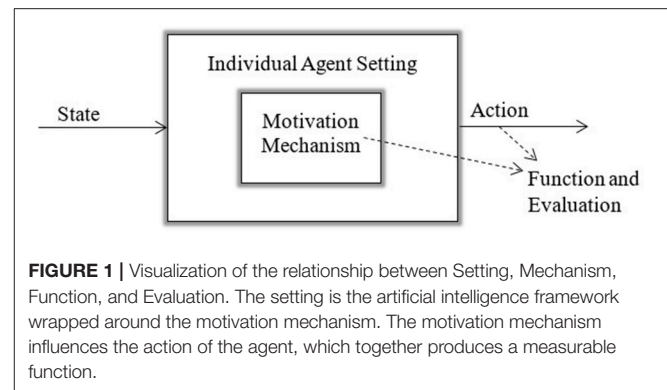 Individual Agent Setting
State
Motivation
Mechanism
Action
Function and
Evaluation
FIGURE 1 | Visualization of the relationship between Setting, Mechanism,
Function, and Evaluation. The setting is the artificial intelligence framework
wrapped around the motivation mechanism. The motivation mechanism
influences the action of the agent, which together produces a measurable
function.